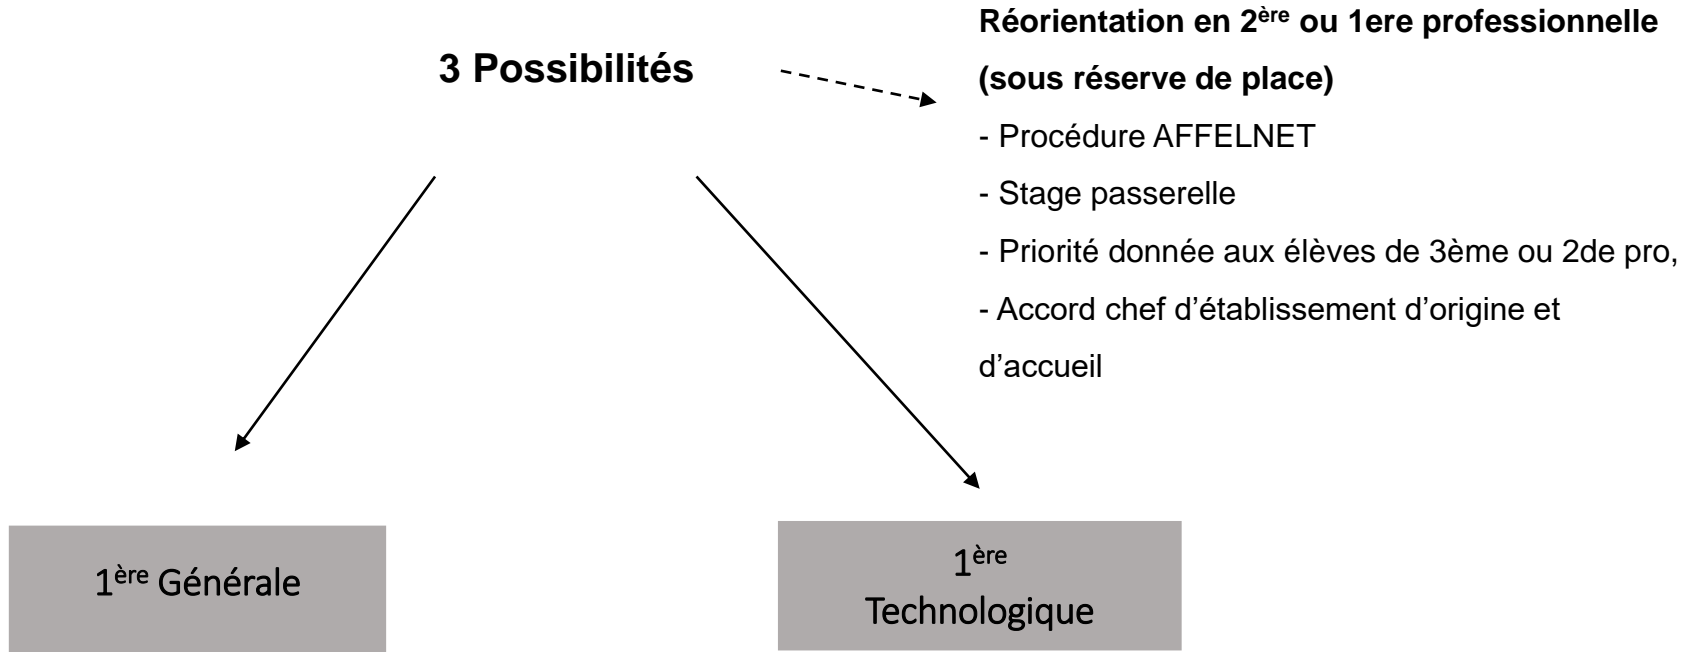 3 Possibilités
Réorientation en 2ère ou 1ere professionnelle
(sous réserve de place)
- Procédure AFFELNET
- Stage passerelle
- Priorité donnée aux élèves de 3ème ou 2de pro,
- Accord chef d’établissement d’origine et
d’accueil
1ère Générale
1ère
Technologique